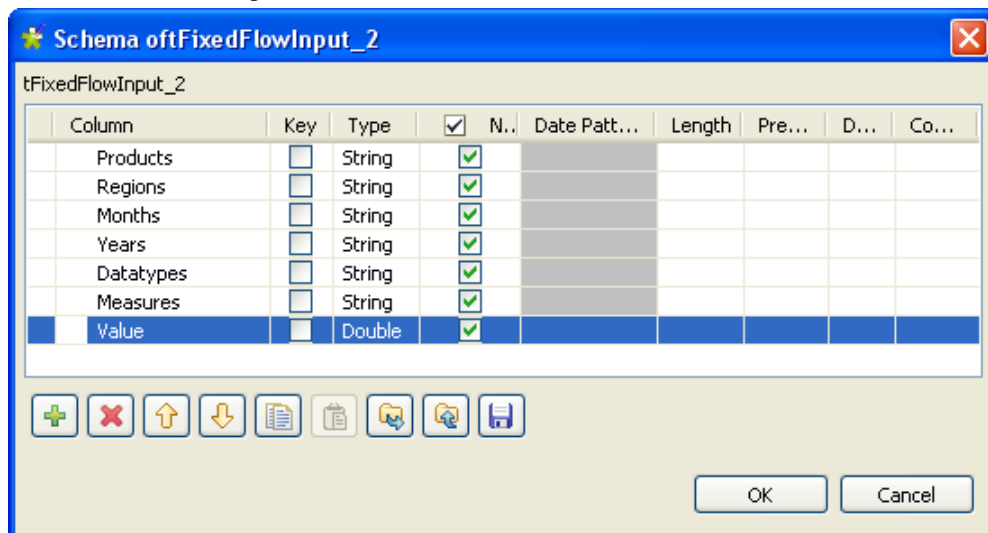 Schema oftFixedFlowInput_2
tFixedFlowInput_2
Column Key Type N.. Date Patt... Length Pre... D... Co...
Products String
Regions String
Months String
Years String
Datatypes String
Measures String
Value Double
OK Cancel